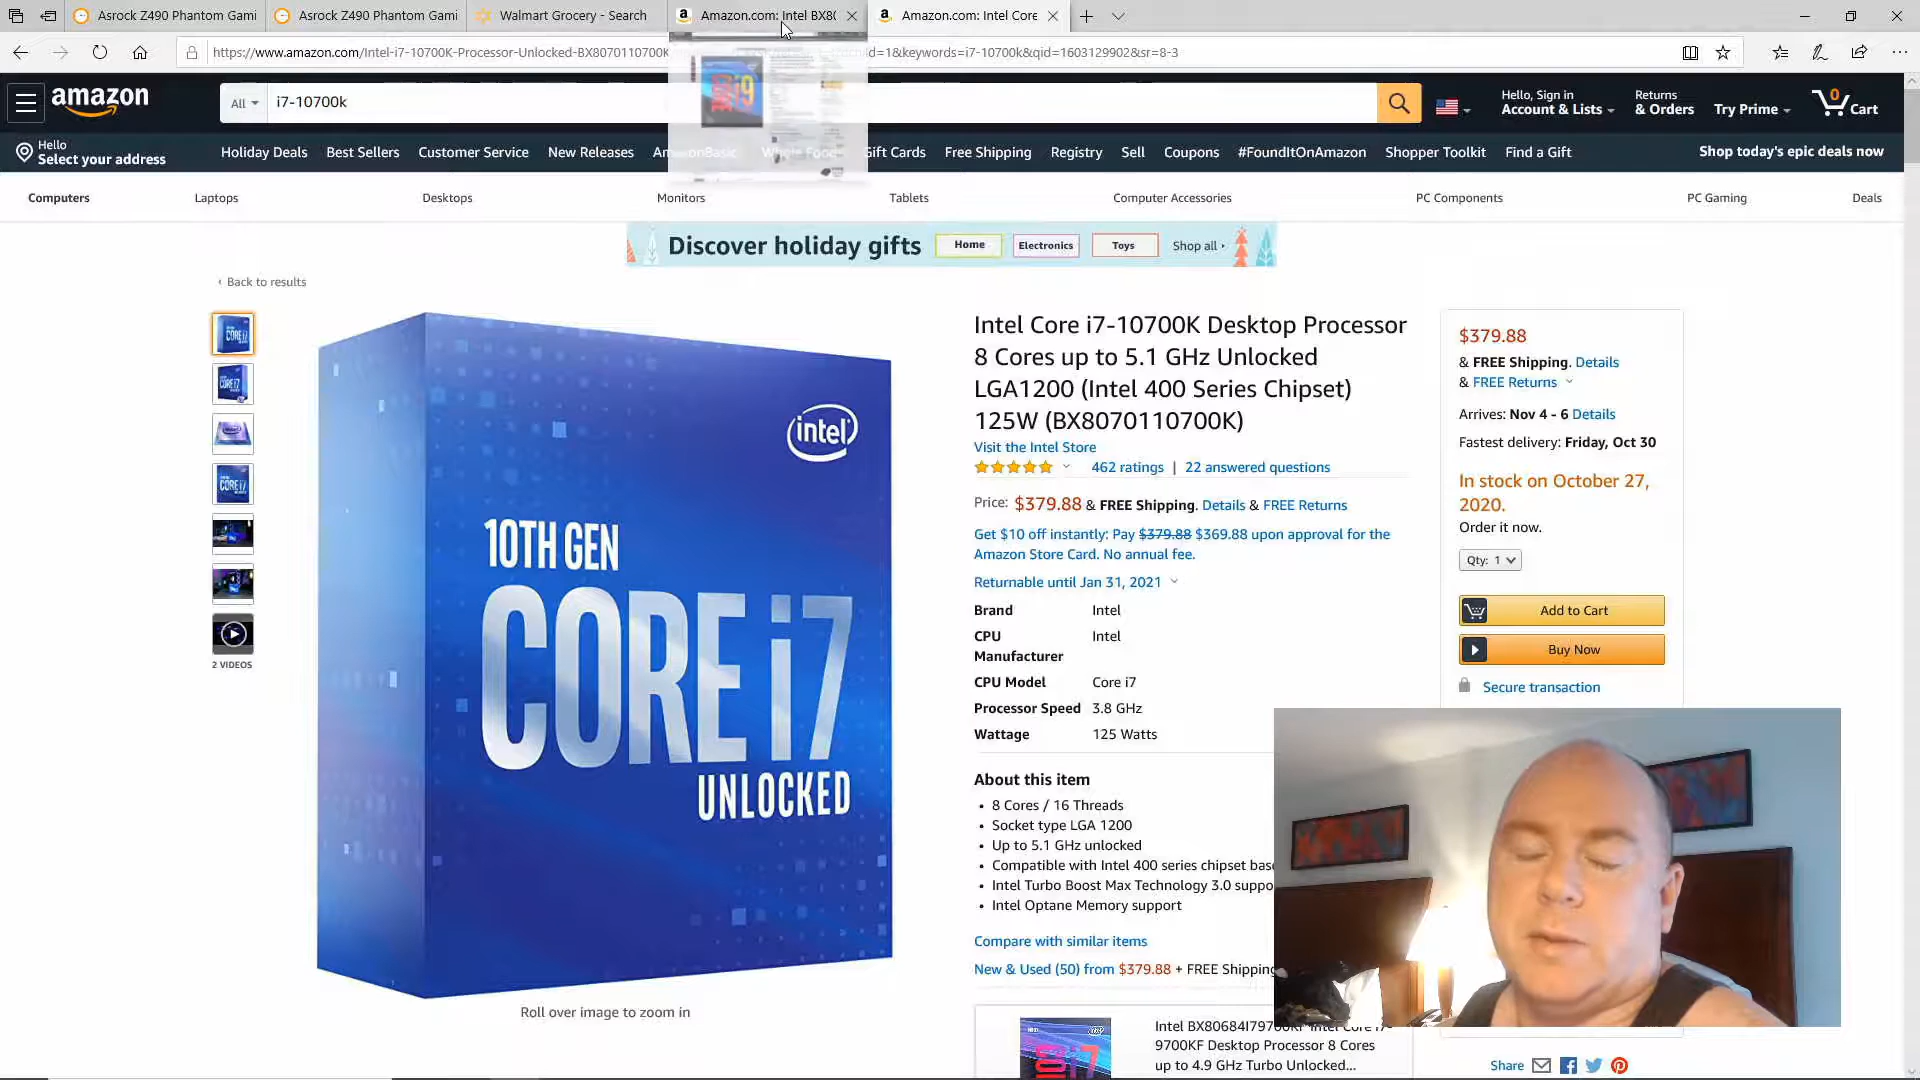 Asrock Z490 Phantom Gami
Asrock Z490 Phantom Gami
Walmart Grocery - Search
Amazon.com: Intel BX80
Amazon.com: Intel Core
https://www.amazon.com/Intel-i7-10700K-Processor-Unlocked-BX8070110700K
d=1&keywords=i7-10700k&qid=1603129902&sr=8-3
amazon
All
i7-10700k
Hello, Sign in
Account & Lists
Returns
& Orders
Try Prime
0
Cart
Hello
Select your address
Holiday Deals
Best Sellers
Customer Service
New Releases
AmazonBasics
Whole Foods
Gift Cards
Free Shipping
Registry
Sell
Coupons
#FoundItOnAmazon
Shopper Toolkit
Find a Gift
Shop today's epic deals now
Computers
Laptops
Desktops
Monitors
Tablets
Computer Accessories
PC Components
PC Gaming
Deals
Discover holiday gifts
Home
Electronics
Toys
Shop all ›
‹ Back to results
intel
10TH GEN
CORE i7
UNLOCKED
2 VIDEOS
Roll over image to zoom in
Intel Core i7-10700K Desktop Processor
8 Cores up to 5.1 GHz Unlocked
LGA1200 (Intel 400 Series Chipset)
125W (BX8070110700K)
Visit the Intel Store
462 ratings | 22 answered questions
Price: $379.88 & FREE Shipping. Details & FREE Returns
Get $10 off instantly: Pay $379.88 $369.88 upon approval for the
Amazon Store Card. No annual fee.
Returnable until Jan 31, 2021
Brand Intel
CPU Intel
Manufacturer
CPU Model Core i7
Processor Speed 3.8 GHz
Wattage 125 Watts
About this item
• 8 Cores / 16 Threads
• Socket type LGA 1200
• Up to 5.1 GHz unlocked
• Compatible with Intel 400 series chipset bas
• Intel Turbo Boost Max Technology 3.0 suppo
• Intel Optane Memory support
Compare with similar items
New & Used (50) from $379.88 + FREE Shipping
Intel BX80684I79700KF Intel Core i7-
9700KF Desktop Processor 8 Cores
up to 4.9 GHz Turbo Unlocked...
$379.88
& FREE Shipping. Details
& FREE Returns
Arrives: Nov 4 - 6 Details
Fastest delivery: Friday, Oct 30
In stock on October 27,
2020.
Order it now.
Qty: 1
Add to Cart
Buy Now
Secure transaction
Share